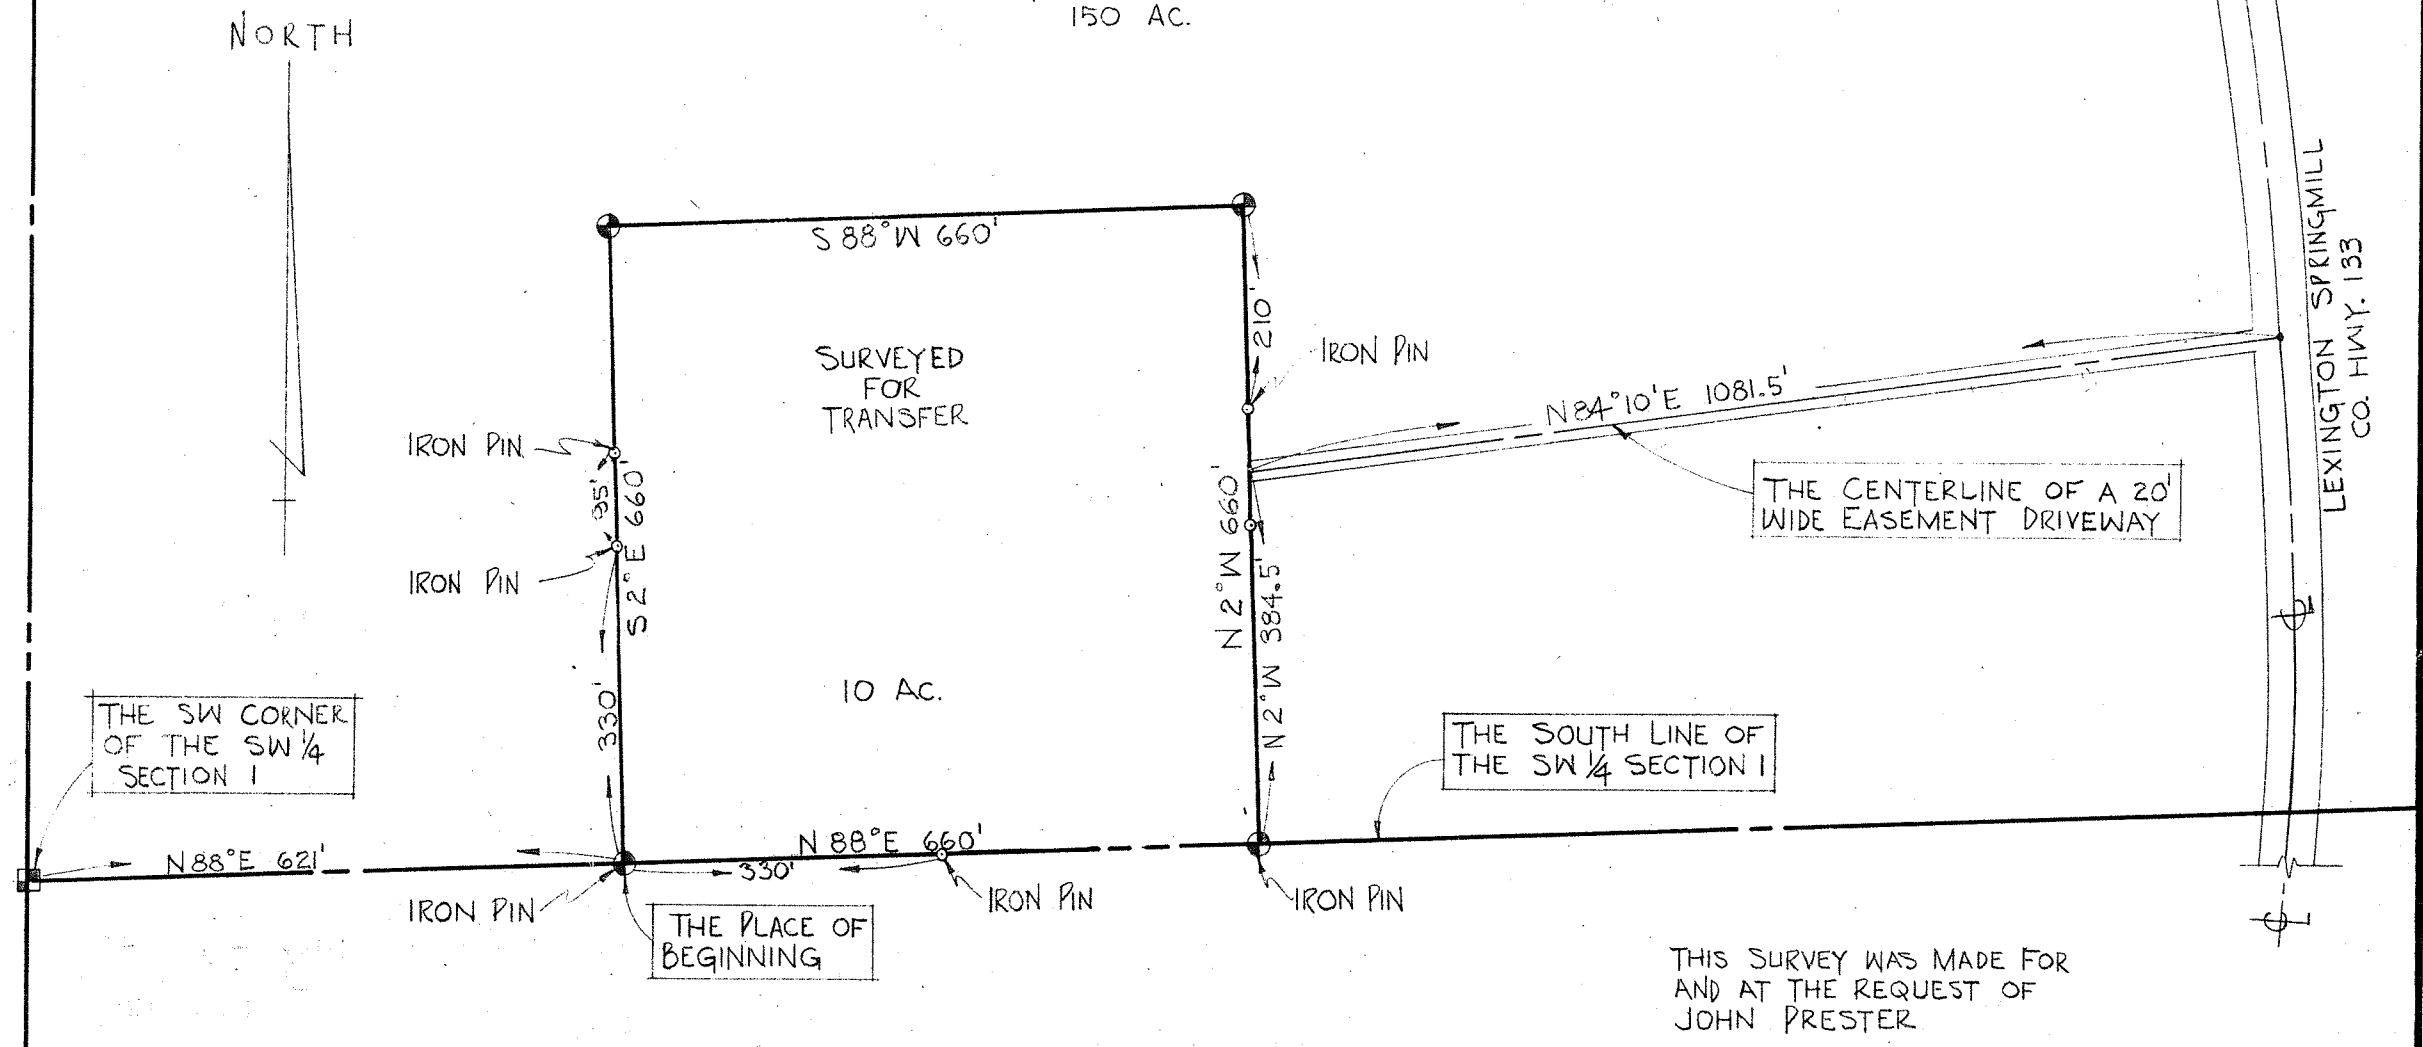 150 AC.
NORTH
S 88° W 660'
210'
IRON PIN
SURVEYED
FOR
TRANSFER
N 84° 10' E 1081.5'
LEXINGTON SPRINGMILL
CO. HWY. 133
IRON PIN
95'
S 2° E 660'
N 2° W 660'
THE CENTERLINE OF A 20'
WIDE EASEMENT DRIVEWAY
IRON PIN
N 2° W 384.5'
330'
10 AC.
THE SW CORNER
OF THE SW 1/4
SECTION 1
THE SOUTH LINE OF
THE SW 1/4 SECTION 1
N 88° E 621'
N 88° E 660'
330'
IRON PIN
IRON PIN
IRON PIN
THE PLACE OF
BEGINNING
THIS SURVEY WAS MADE FOR
AND AT THE REQUEST OF
JOHN PRESTER